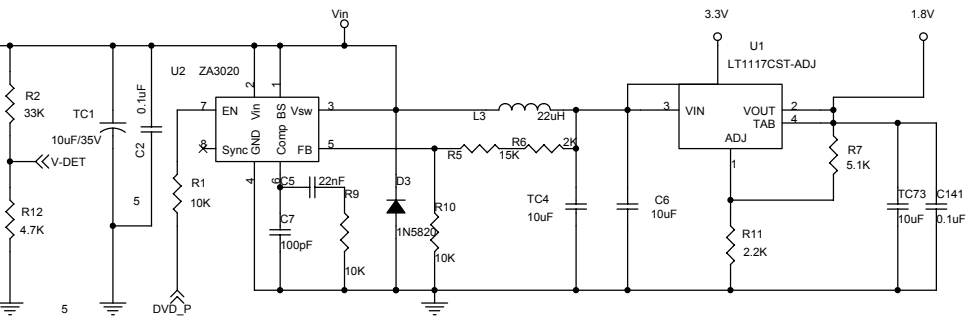 Vin
3.3V
1.8V
U1
LT1117CST-ADJ
U2 ZA3020
R2
33K
TC1
10uF/35V
0.1uF
C2
V-DET
R12
4.7K
5
5
R1
10K
DVD_P
7
EN
8
Sync
2
Vin
1
BS
Vsw
3
GND
Comp
FB
5
4
6
C5
22nF
R9
10K
C7
100pF
D3
1N5820
R10
10K
L3
22uH
R5
15K
R6
2K
TC4
10uF
C6
10uF
3
VIN
VOUT
2
TAB
4
ADJ
1
R7
5.1K
R11
2.2K
TC73
10uF
C141
0.1uF